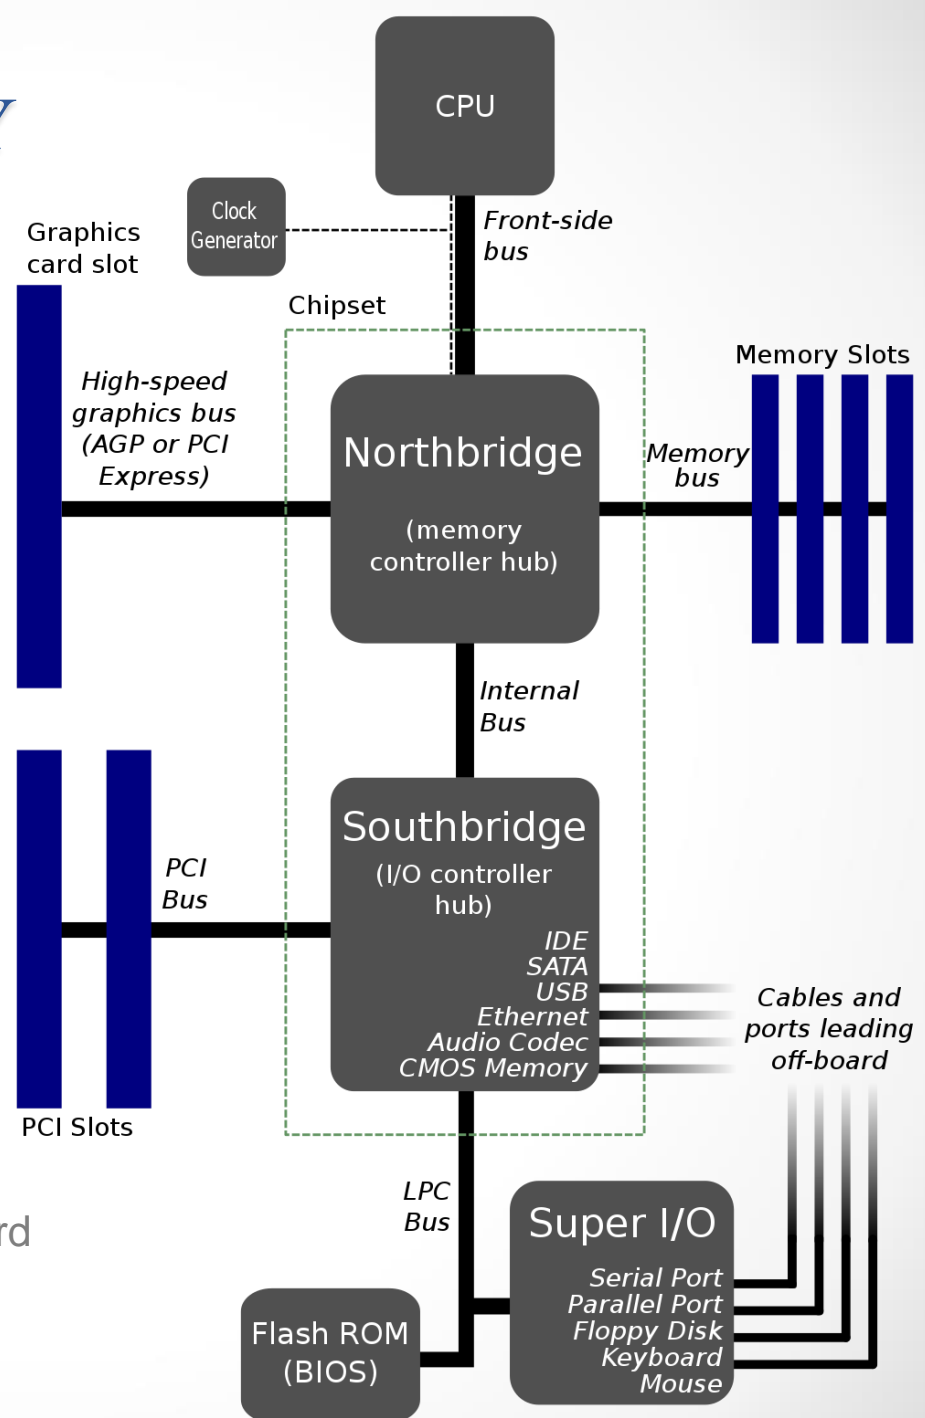 Y
CPU
Clock
Generator
Front-side
bus
Graphics
card slot
Chipset
Memory Slots
High-speed
graphics bus
(AGP or PCI
Express)
Northbridge
(memory
controller hub)
Memory
bus
Internal
Bus
Southbridge
(I/O controller
hub)
IDE
SATA
USB
Ethernet
Audio Codec
CMOS Memory
PCI
Bus
Cables and
ports leading
off-board
PCI Slots
LPC
Bus
rd
Super I/O
Serial Port
Parallel Port
Floppy Disk
Keyboard
Mouse
Flash ROM
(BIOS)